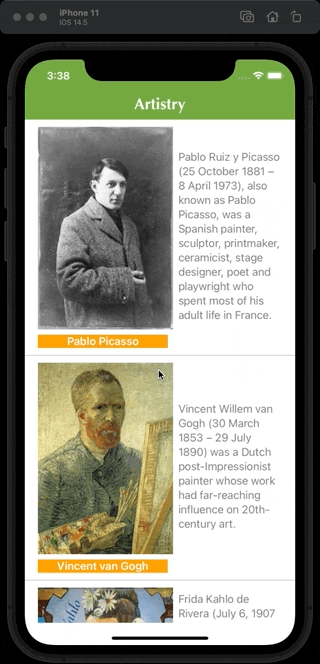 iPhone 11
iOS 14.5
3:38
Artistry
Pablo Ruiz y Picasso
(25 October 1881 –
8 April 1973), also
known as Pablo
Picasso, was a
Spanish painter,
sculptor, printmaker,
ceramicist, stage
designer, poet and
playwright who
spent most of his
adult life in France.
Pablo Picasso
Vincent Willem van
Gogh (30 March
1853 – 29 July
1890) was a Dutch
post-Impressionist
painter whose work
had far-reaching
influence on 20th-
century art.
Vincent van Gogh
Frida Kahlo de
Rivera (July 6, 1907
Kahlo